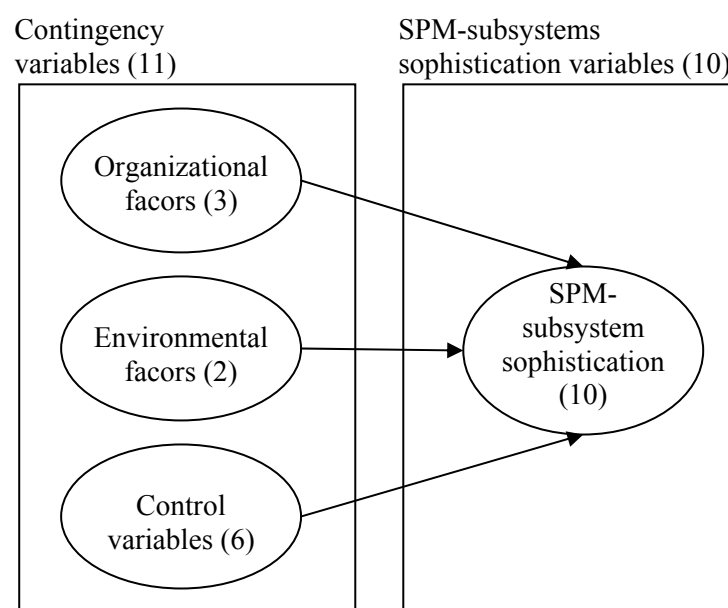 Contingency
variables (11)
SPM-subsystems
sophistication variables (10)
Organizational
facors (3)
Environmental
facors (2)
Control
variables (6)
SPM-
subsystem
sophistication
(10)